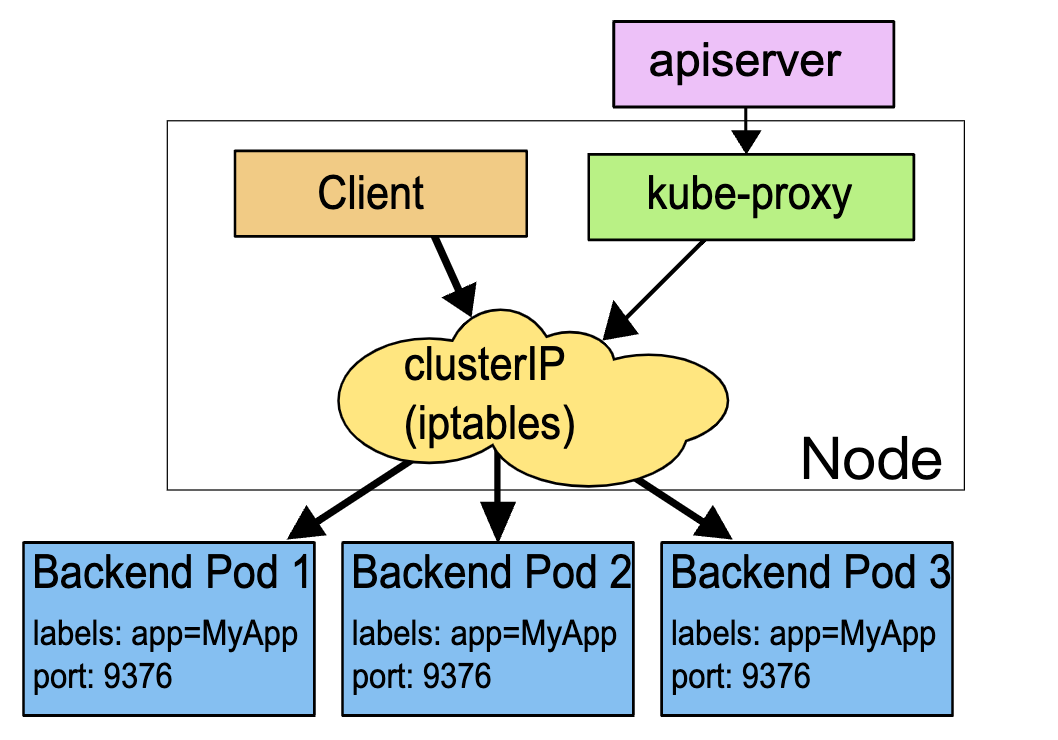 apiserver
Client
kube-proxy
clusterIP
(iptables)
Node
Backend Pod 1
labels: app=MyApp
port: 9376
Backend Pod 2
labels: app=MyApp
port: 9376
Backend Pod 3
labels: app=MyApp
port: 9376